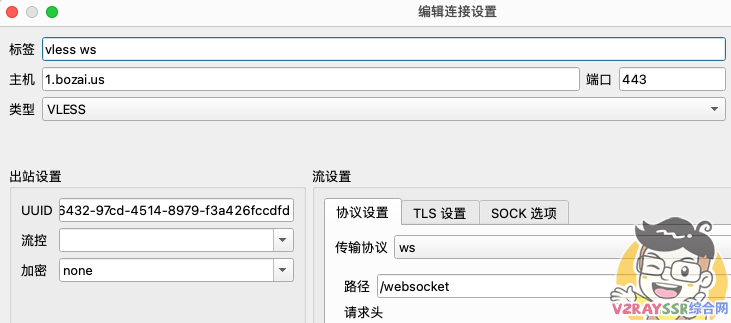 编辑连接设置
标签 vless ws
主机 1.bozai.us 端口 443
类型 VLESS
出站设置
UUID 6432-97cd-4514-8979-f3a426fccdfd
流控
加密 none
流设置
协议设置 TLS 设置 SOCK 选项
传输协议 ws
路径 /websocket
请求头
V2RAYSSR综合网